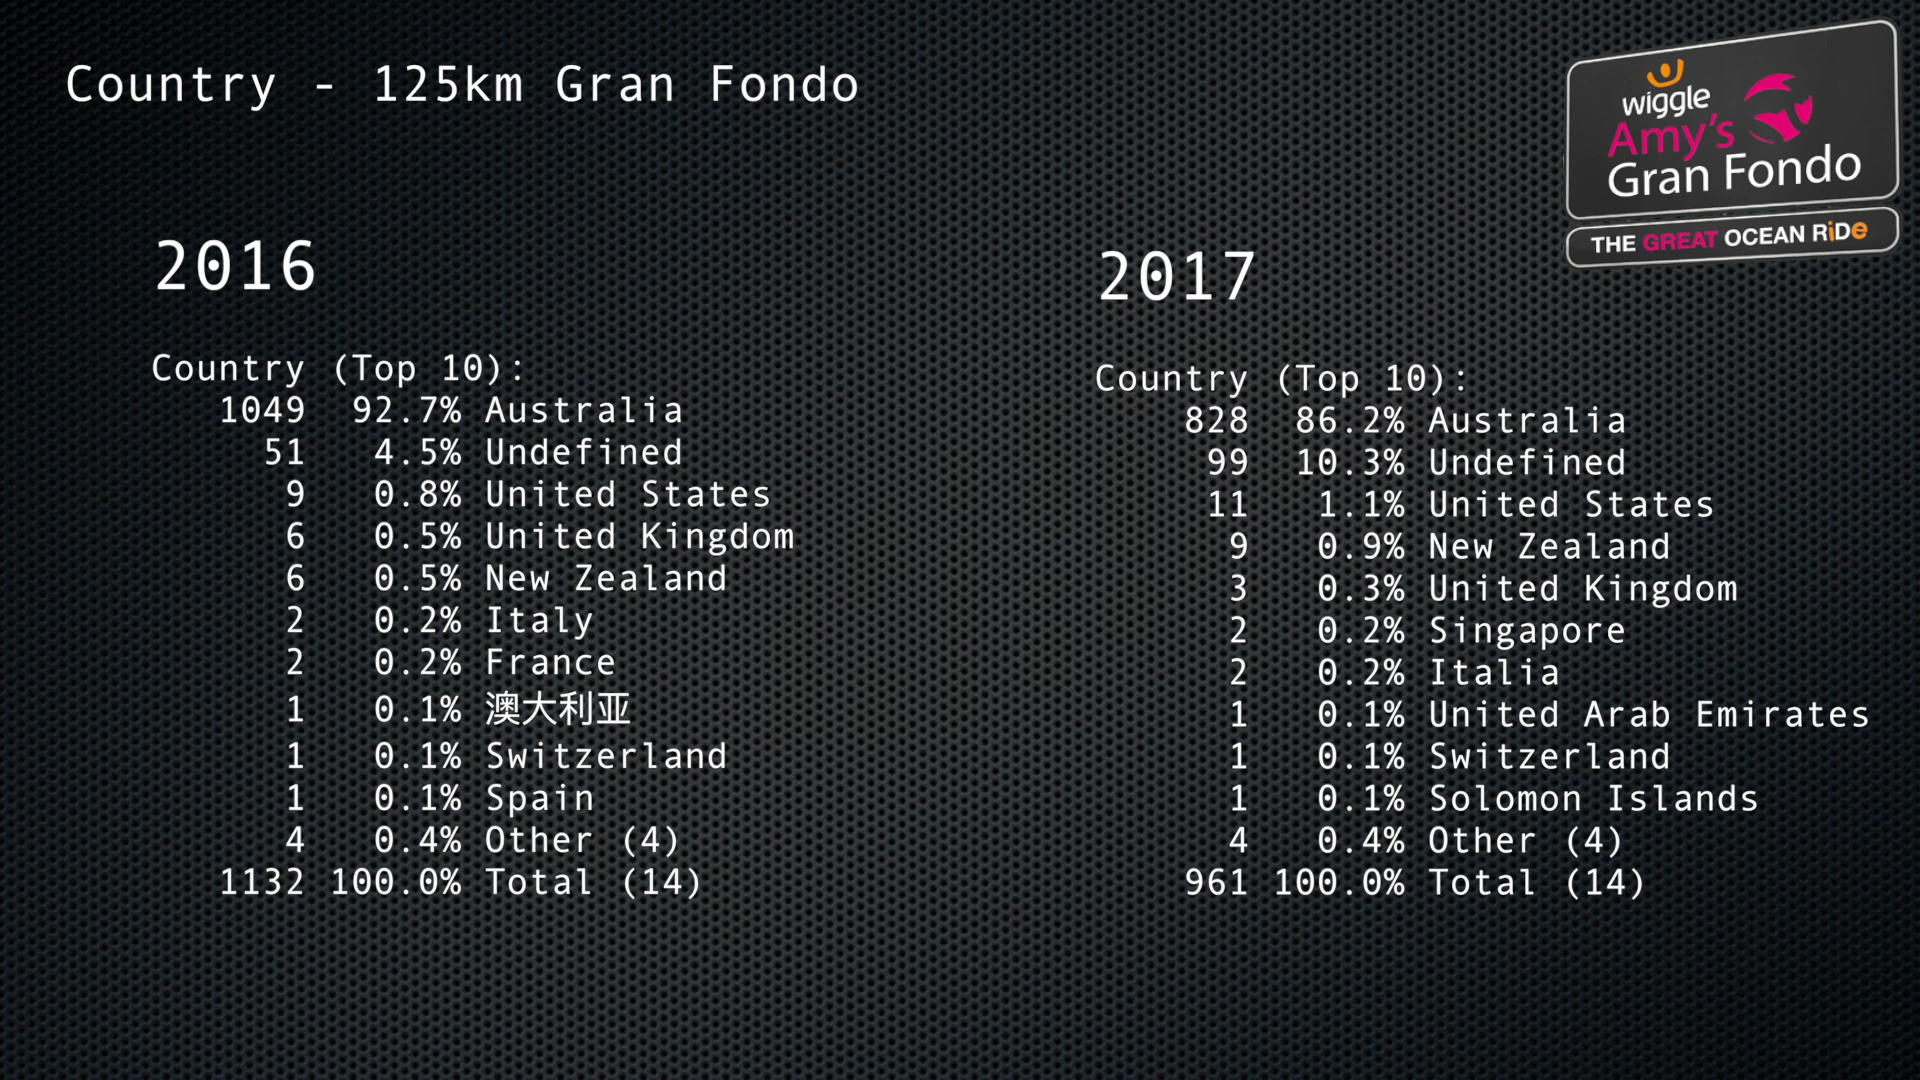 Country - 125km Gran Fondo
wiggle
Amy's
Gran Fondo
THE GREAT OCEAN RiDe
2016
Country (Top 10):
1049 92.7% Australia
51 4.5% Undefined
9 0.8% United States
6 0.5% United Kingdom
6 0.5% New Zealand
2 0.2% Italy
2 0.2% France
1 0.1% 澳大利亚
1 0.1% Switzerland
1 0.1% Spain
4 0.4% Other (4)
1132 100.0% Total (14)
2017
Country (Top 10):
828 86.2% Australia
99 10.3% Undefined
11 1.1% United States
9 0.9% New Zealand
3 0.3% United Kingdom
2 0.2% Singapore
2 0.2% Italia
1 0.1% United Arab Emirates
1 0.1% Switzerland
1 0.1% Solomon Islands
4 0.4% Other (4)
961 100.0% Total (14)